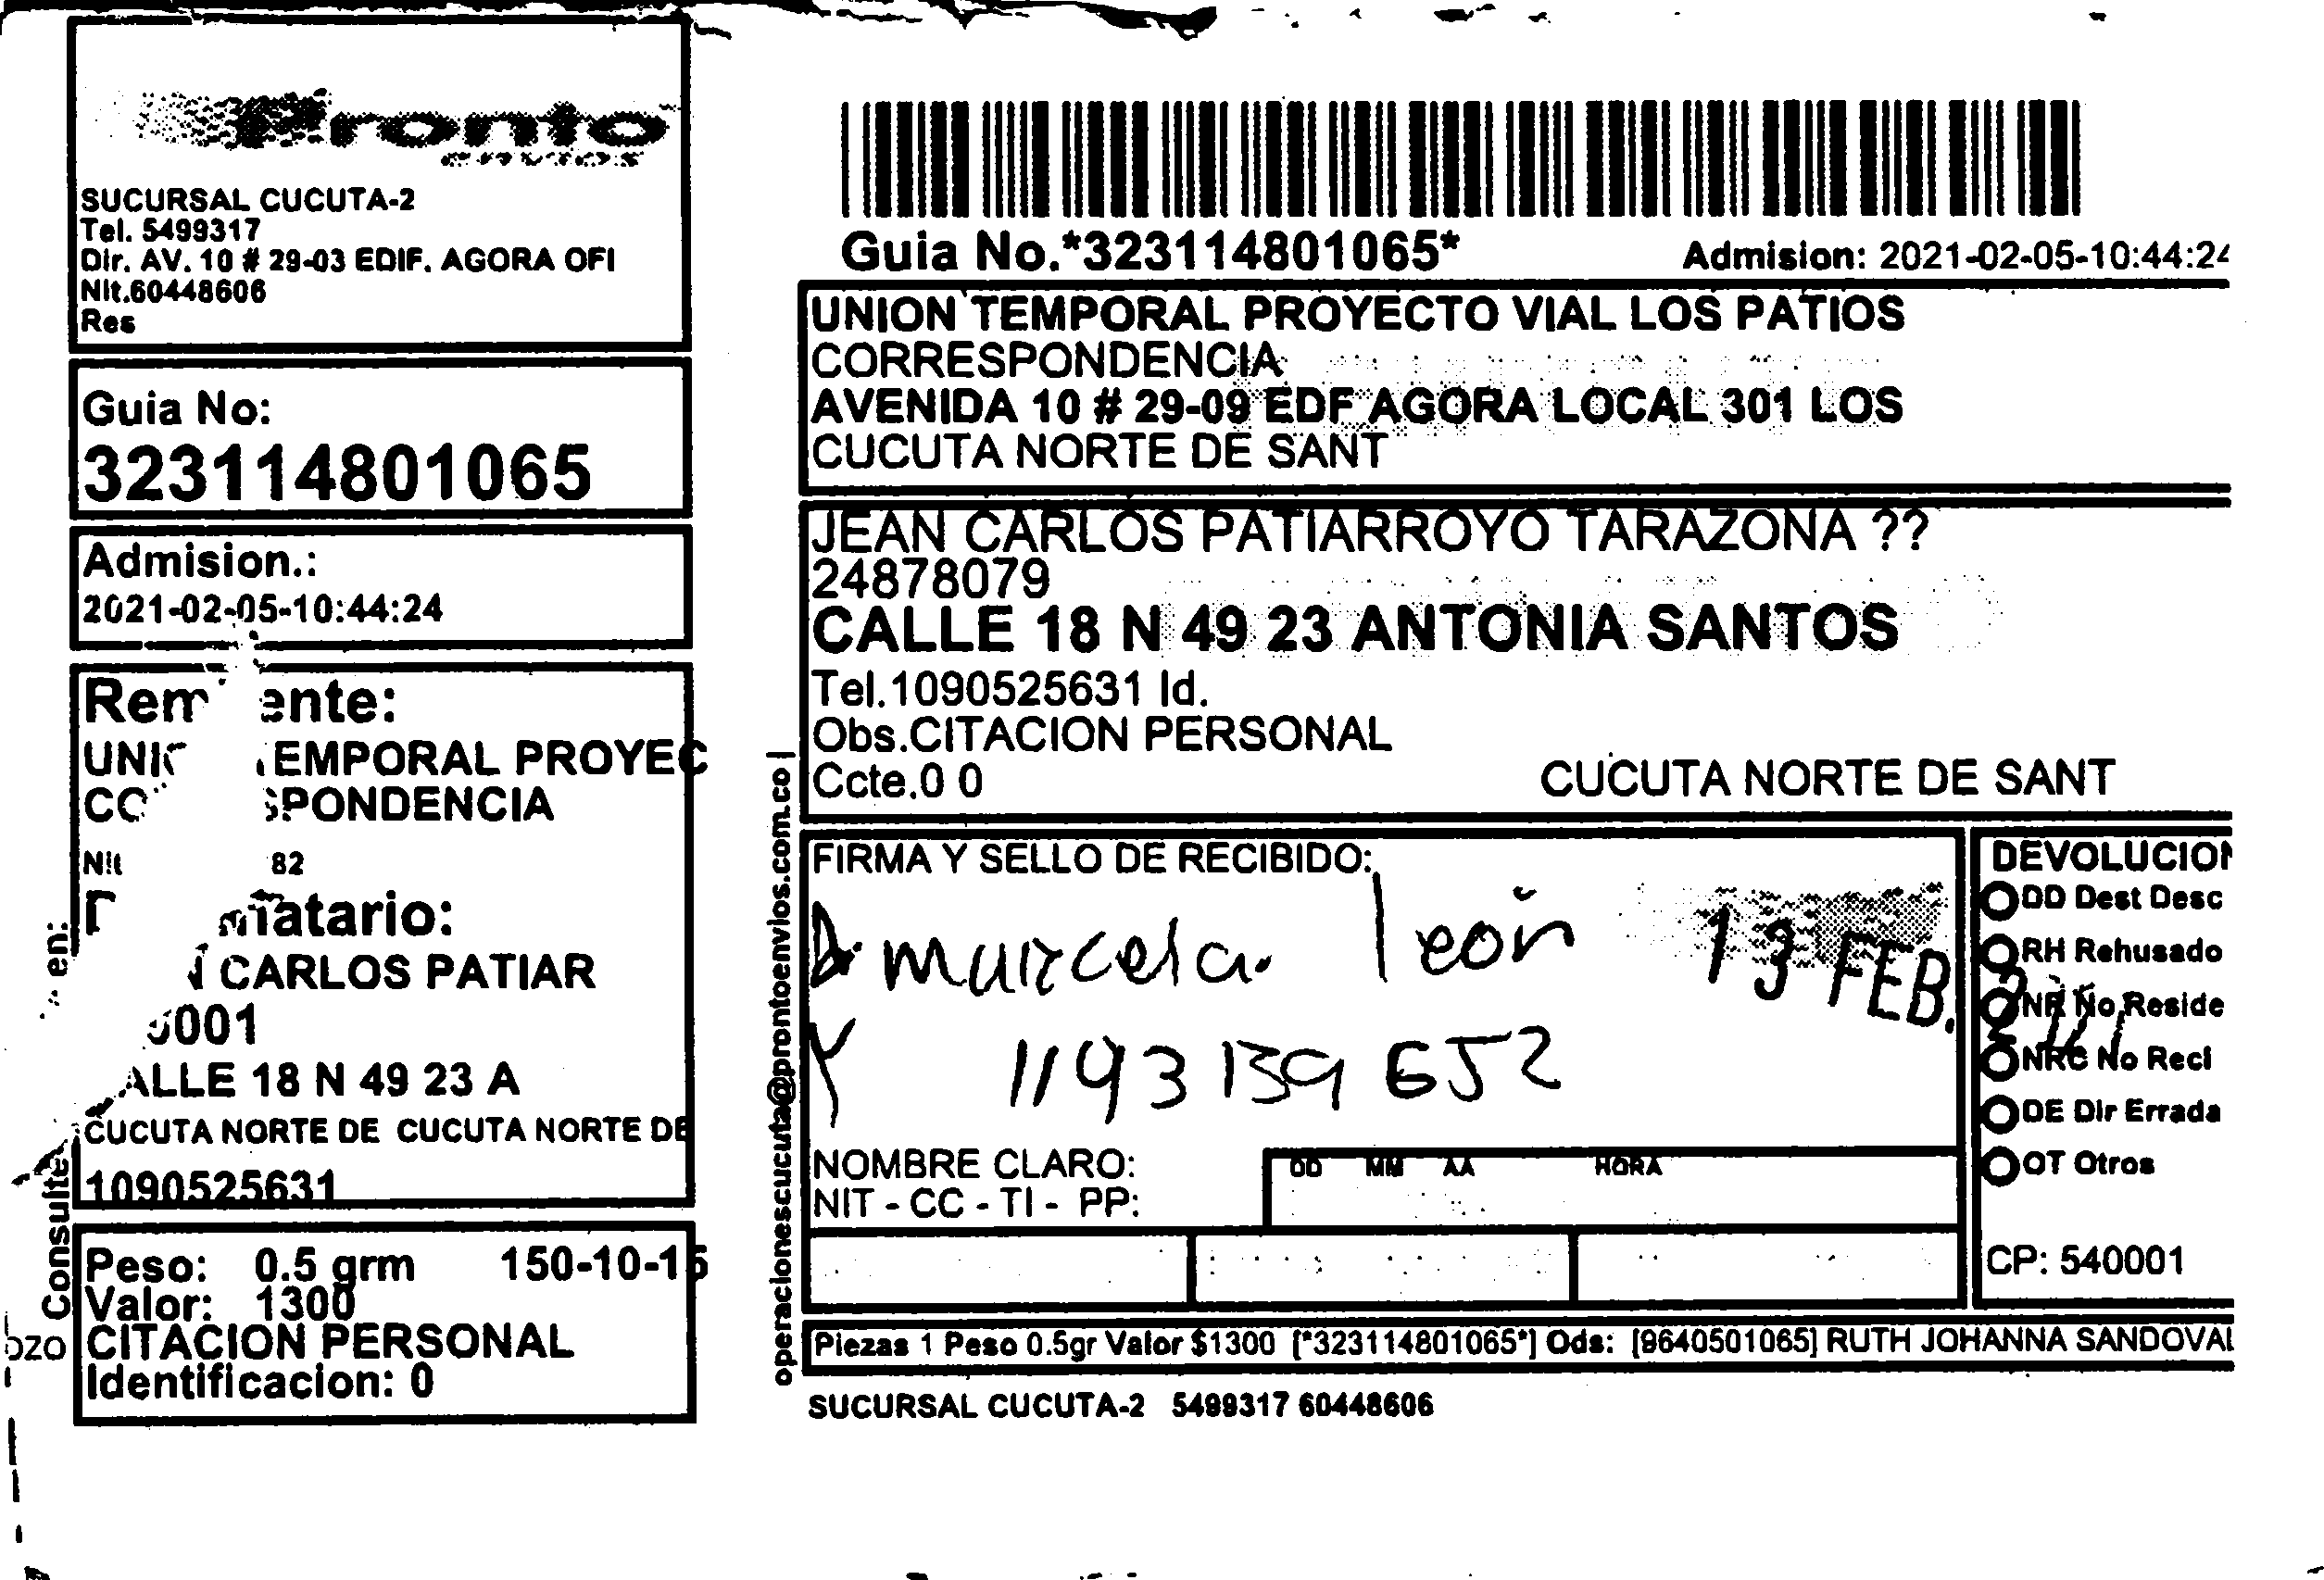 Pronto
envios
SUCURSAL CUCUTA-2
Tel. 5499317
Dir. AV. 10 # 29-03 EDIF. AGORA OFI
Nit.60448606
Res
Guia No:
323114801065
Admision.:
2021-02-05-10:44:24
EMPORAL PROYEC
PONDENCIA
82
CARLOS PATIAR
001
ALLE 18 N 49 23 A
CUCUTA NORTE DE CUCUTA NORTE DE
1090525631
Peso: 0.5 grm 150-10-15
Valor: 1300
CITACION PERSONAL
Identificacion: 0
en:
Consulte
operacionescucuta@prontoenvios.com.co |
Guia No.*323114801065* Admision: 2021-02-05-10:44:24
UNION TEMPORAL PROYECTO VIAL LOS PATIOS
CORRESPONDENCIA
AVENIDA 10 # 29-09 EDF AGORA LOCAL 301 LOS
CUCUTA NORTE DE SANT
JEAN CARLOS PATIARROYO TARAZONA ??
24878079
CALLE 18 N 49 23 ANTONIA SANTOS
Tel.1090525631 Id.
Obs.CITACION PERSONAL
Ccte.0 0 CUCUTA NORTE DE SANT
FIRMA Y SELLO DE RECIBIDO:
marcela león 13 FEB.
1193139652
NOMBRE CLARO:
NIT - CC - TI - PP:
DD MM AA HORA
DEVOLUCION
DD Dest Desc
RH Rehusado
NR No Reside
NRC No Recl
DE Dir Errada
OT Otros
CP: 540001
Piezas 1 Peso 0.5gr Valor $1300 [*323114801065*] Ods: [9640501065] RUTH JOHANNA SANDOVAL
SUCURSAL CUCUTA-2 5499317 60448606